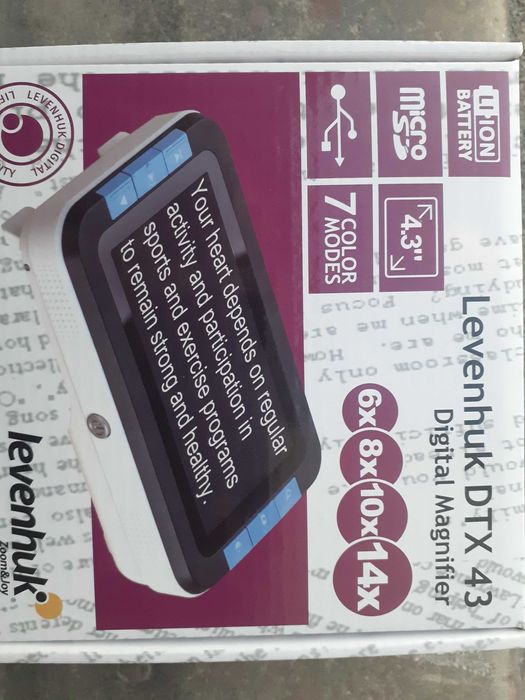 Levenhuk DTX 43
Digital Magnifier
6x 8x 10x 14x
Li-ION
BATTERY
micro
SD
4.3"
7 COLOR
MODES
LEVENHUK DIGITAL
Your heart depends on regular
activity and participation in
sports and exercise programs
to remain strong and healthy.
levenhuk
Zoom&Joy